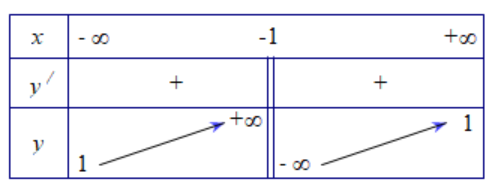 x - ∞ -1 +∞
y′ + +
+∞ 1
y
1 - ∞